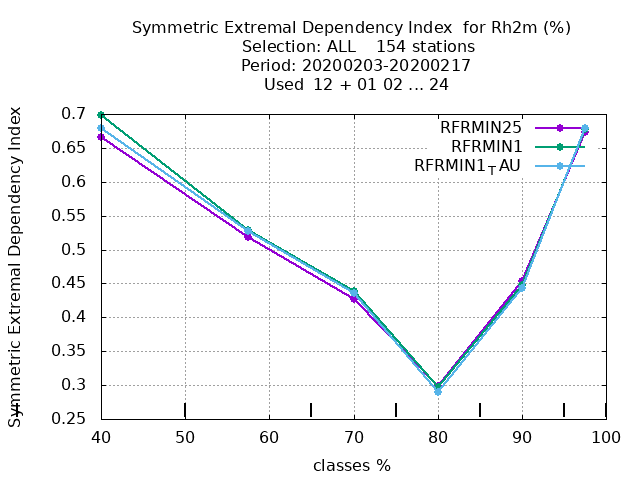 Symmetric Extremal Dependency Index  for Rh2m (%)
Selection: ALL    154 stations
Period: 20200203-20200217
Used  12 + 01 02 ... 24
Symmetric Extremal Dependency Index
0.7
0.65
0.6
0.55
0.5
0.45
0.4
0.35
0.3
0.25
RFRMIN25
RFRMIN1
RFRMIN1TAU
40
50
60
70
80
90
100
classes %